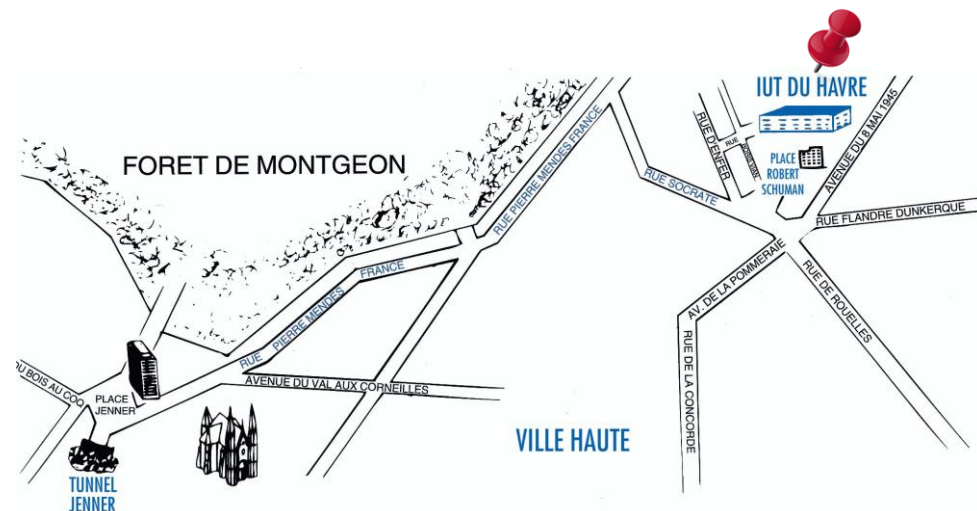 IUT DU HAVRE
FORET DE MONTGEON
RUE PIERRE MENDES FRANCE
RUE SOCRATE
RUE D'ENFER
RUE
PLACE
ROBERT
SCHUMAN
AVENUE DU 8 MAI 1945
RUE FLANDRE DUNKERQUE
AV. DE LA POMMERAIE
RUE DE ROUELLES
RUE DE LA CONCORDE
RUE PIERRE MENDES FRANCE
AVENUE DU VAL AUX CORNEILLES
DU BOIS AU COQ
PLACE
JENNER
TUNNEL
JENNER
VILLE HAUTE